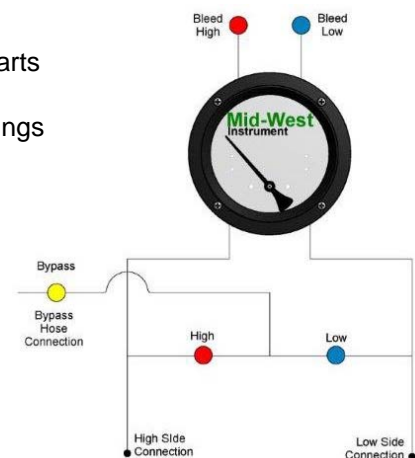 Bleed
High
Bleed
Low
arts
ings
Mid-West
Instrument
Bypass
Bypass
Hose
Connection
High
Low
High SIde
Connection
Low Side
Connection